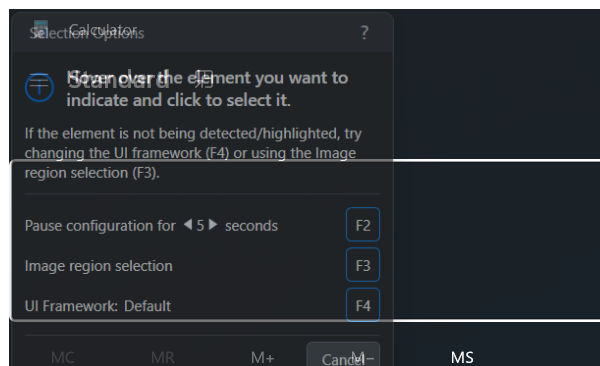 Calculator
Selection Options ?
Standard
Hover over the element you want to
indicate and click to select it.
If the element is not being detected/highlighted, try
changing the UI framework (F4) or using the Image
region selection (F3).
Pause configuration for 5 seconds F2
Image region selection F3
UI Framework: Default F4
Cancel
MC MR M+ M− MS